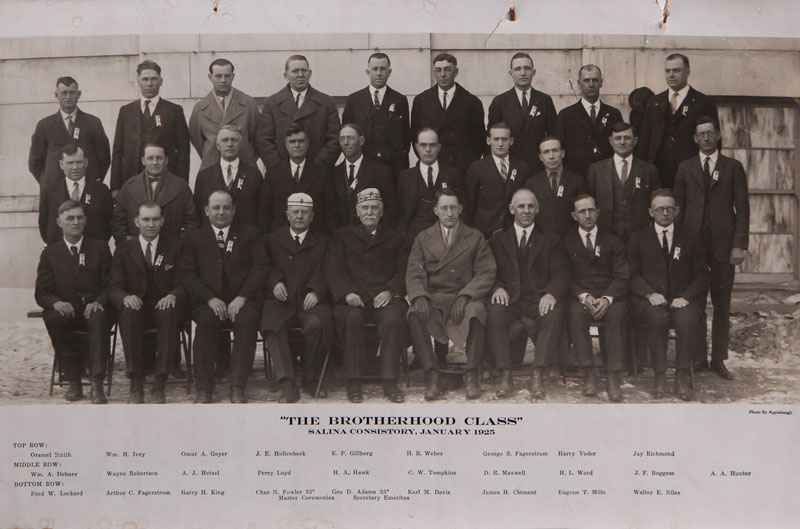 Photo By Applebaugh
"THE BROTHERHOOD CLASS"
SALINA CONSISTORY, JANUARY 1925
TOP ROW:
Oramel Smith Wm. H. Ivey Oscar A. Geyer J. E. Hollenbeck E. P. Gillberg H. R. Weber George S. Fagerstrom Harry Yoder Jay Richmond
MIDDLE ROW:
Wm. A. Dehner Wayne Robertson A. J. Hetzel Perry Loyd H. A. Hawk C. W. Tompkins D. R. Maxwell H. L. Ward J. F. Boggess A. A. Hunter
BOTTOM ROW:
Fred W. Lockard Arthur C. Fagerstrom Harry H. King Chas N. Fowler 33° Geo D. Adams 33° Karl M. Davis James H. Clement Eugene T. Mills Walter E. Niles
Master Ceremonies Secretary Emeritus